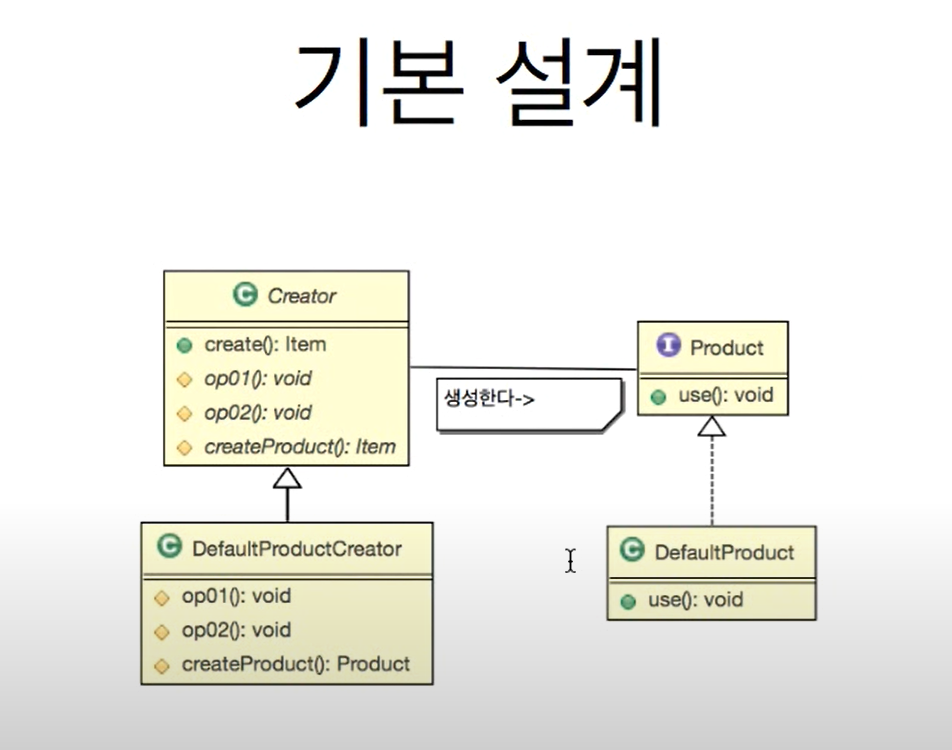 기본 설계
C Creator
create(): Item
op01(): void
op02(): void
createProduct(): Item
생성한다->
I Product
use(): void
C DefaultProductCreator
op01(): void
op02(): void
createProduct(): Product
C DefaultProduct
use(): void